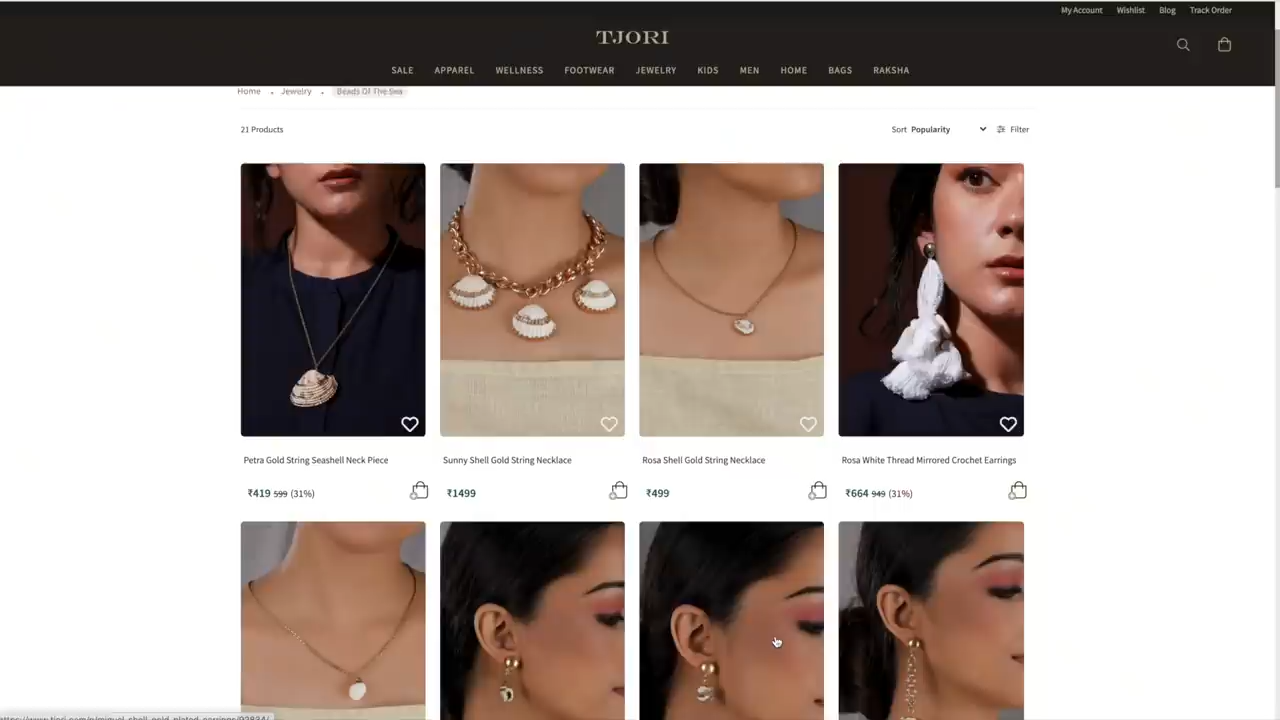 My Account Wishlist Blog Track Order
TJORI
SALE APPAREL WELLNESS FOOTWEAR JEWELRY KIDS MEN HOME BAGS RAKSHA
Home • Jewelry • Beads Of The Sea
21 Products
Sort Popularity Filter
Petra Gold String Seashell Neck Piece
Sunny Shell Gold String Necklace
Rosa Shell Gold String Necklace
Rosa White Thread Mirrored Crochet Earrings
₹419 599 (31%)
₹1499
₹499
₹664 949 (31%)